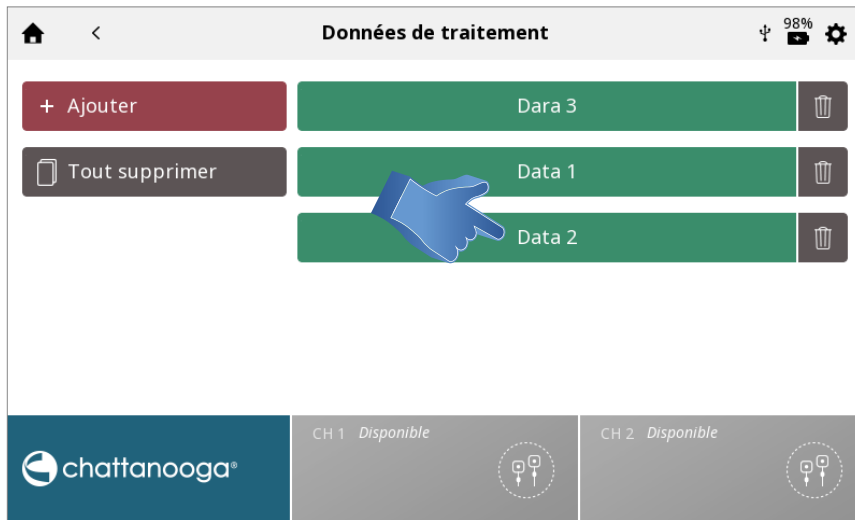 Données de traitement
98%
+ Ajouter
Dara 3
Tout supprimer
Data 1
Data 2
chattanooga®
CH 1 Disponible
CH 2 Disponible